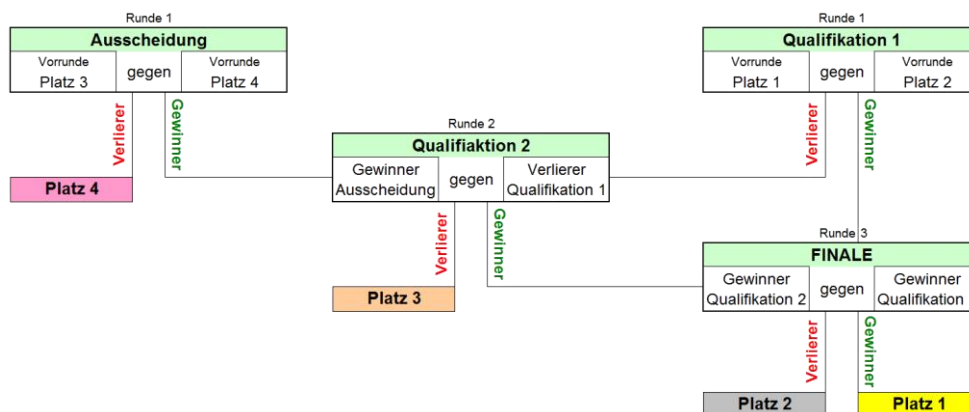 Runde 1
Ausscheidung
Vorrunde
Platz 3
gegen
Vorrunde
Platz 4
Verlierer
Gewinner
Platz 4
Runde 1
Qualifikation 1
Vorrunde
Platz 1
gegen
Vorrunde
Platz 2
Verlierer
Gewinner
Runde 2
Qualifiaktion 2
Gewinner
Ausscheidung
gegen
Verlierer
Qualifikation 1
Verlierer
Gewinner
Platz 3
Runde 3
FINALE
Gewinner
Qualifikation 2
gegen
Gewinner
Qualifikation
Verlierer
Gewinner
Platz 2
Platz 1